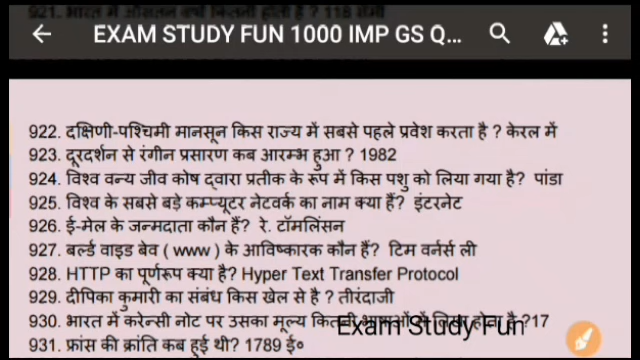 921. भारत में औसतन वर्षा कितनी होती है ? 118 सेमी
EXAM STUDY FUN 1000 IMP GS Q...
922. दक्षिणी-पश्चिमी मानसून किस राज्य में सबसे पहले प्रवेश करता है ? केरल में
923. दूरदर्शन से रंगीन प्रसारण कब आरम्भ हुआ ? 1982
924. विश्व वन्य जीव कोष द्वारा प्रतीक के रूप में किस पशु को लिया गया है? पांडा
925. विश्व के सबसे बड़े कम्प्यूटर नेटवर्क का नाम क्या हैं? इंटरनेट
926. ई-मेल के जन्मदाता कौन हैं? रे. टॉमलिंसन
927. बर्ल्ड वाइड बेव ( www ) के आविष्कारक कौन हैं? टिम वर्नर्स ली
928. HTTP का पूर्णरूप क्या है? Hyper Text Transfer Protocol
929. दीपिका कुमारी का संबंध किस खेल से है ? तीरंदाजी
930. भारत में करेन्सी नोट पर उसका मूल्य कितनी भाषाओं में लिखा होता है ?17
Exam Study Fun
931. फ्रांस की क्रांति कब हुई थी? 1789 ई०